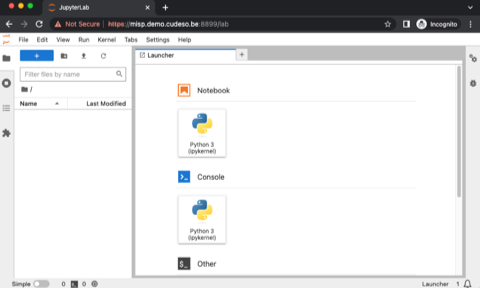 JupyterLab
Not Secure https://misp.demo.cudeso.be:8899/lab
Incognito
File Edit View Run Kernel Tabs Settings Help
+
Launcher
+
Filter files by name
/
Name Last Modified
Notebook
Python 3
(ipykernel)
Console
Python 3
(ipykernel)
$_ Other
Simple 0 0 Launcher 1